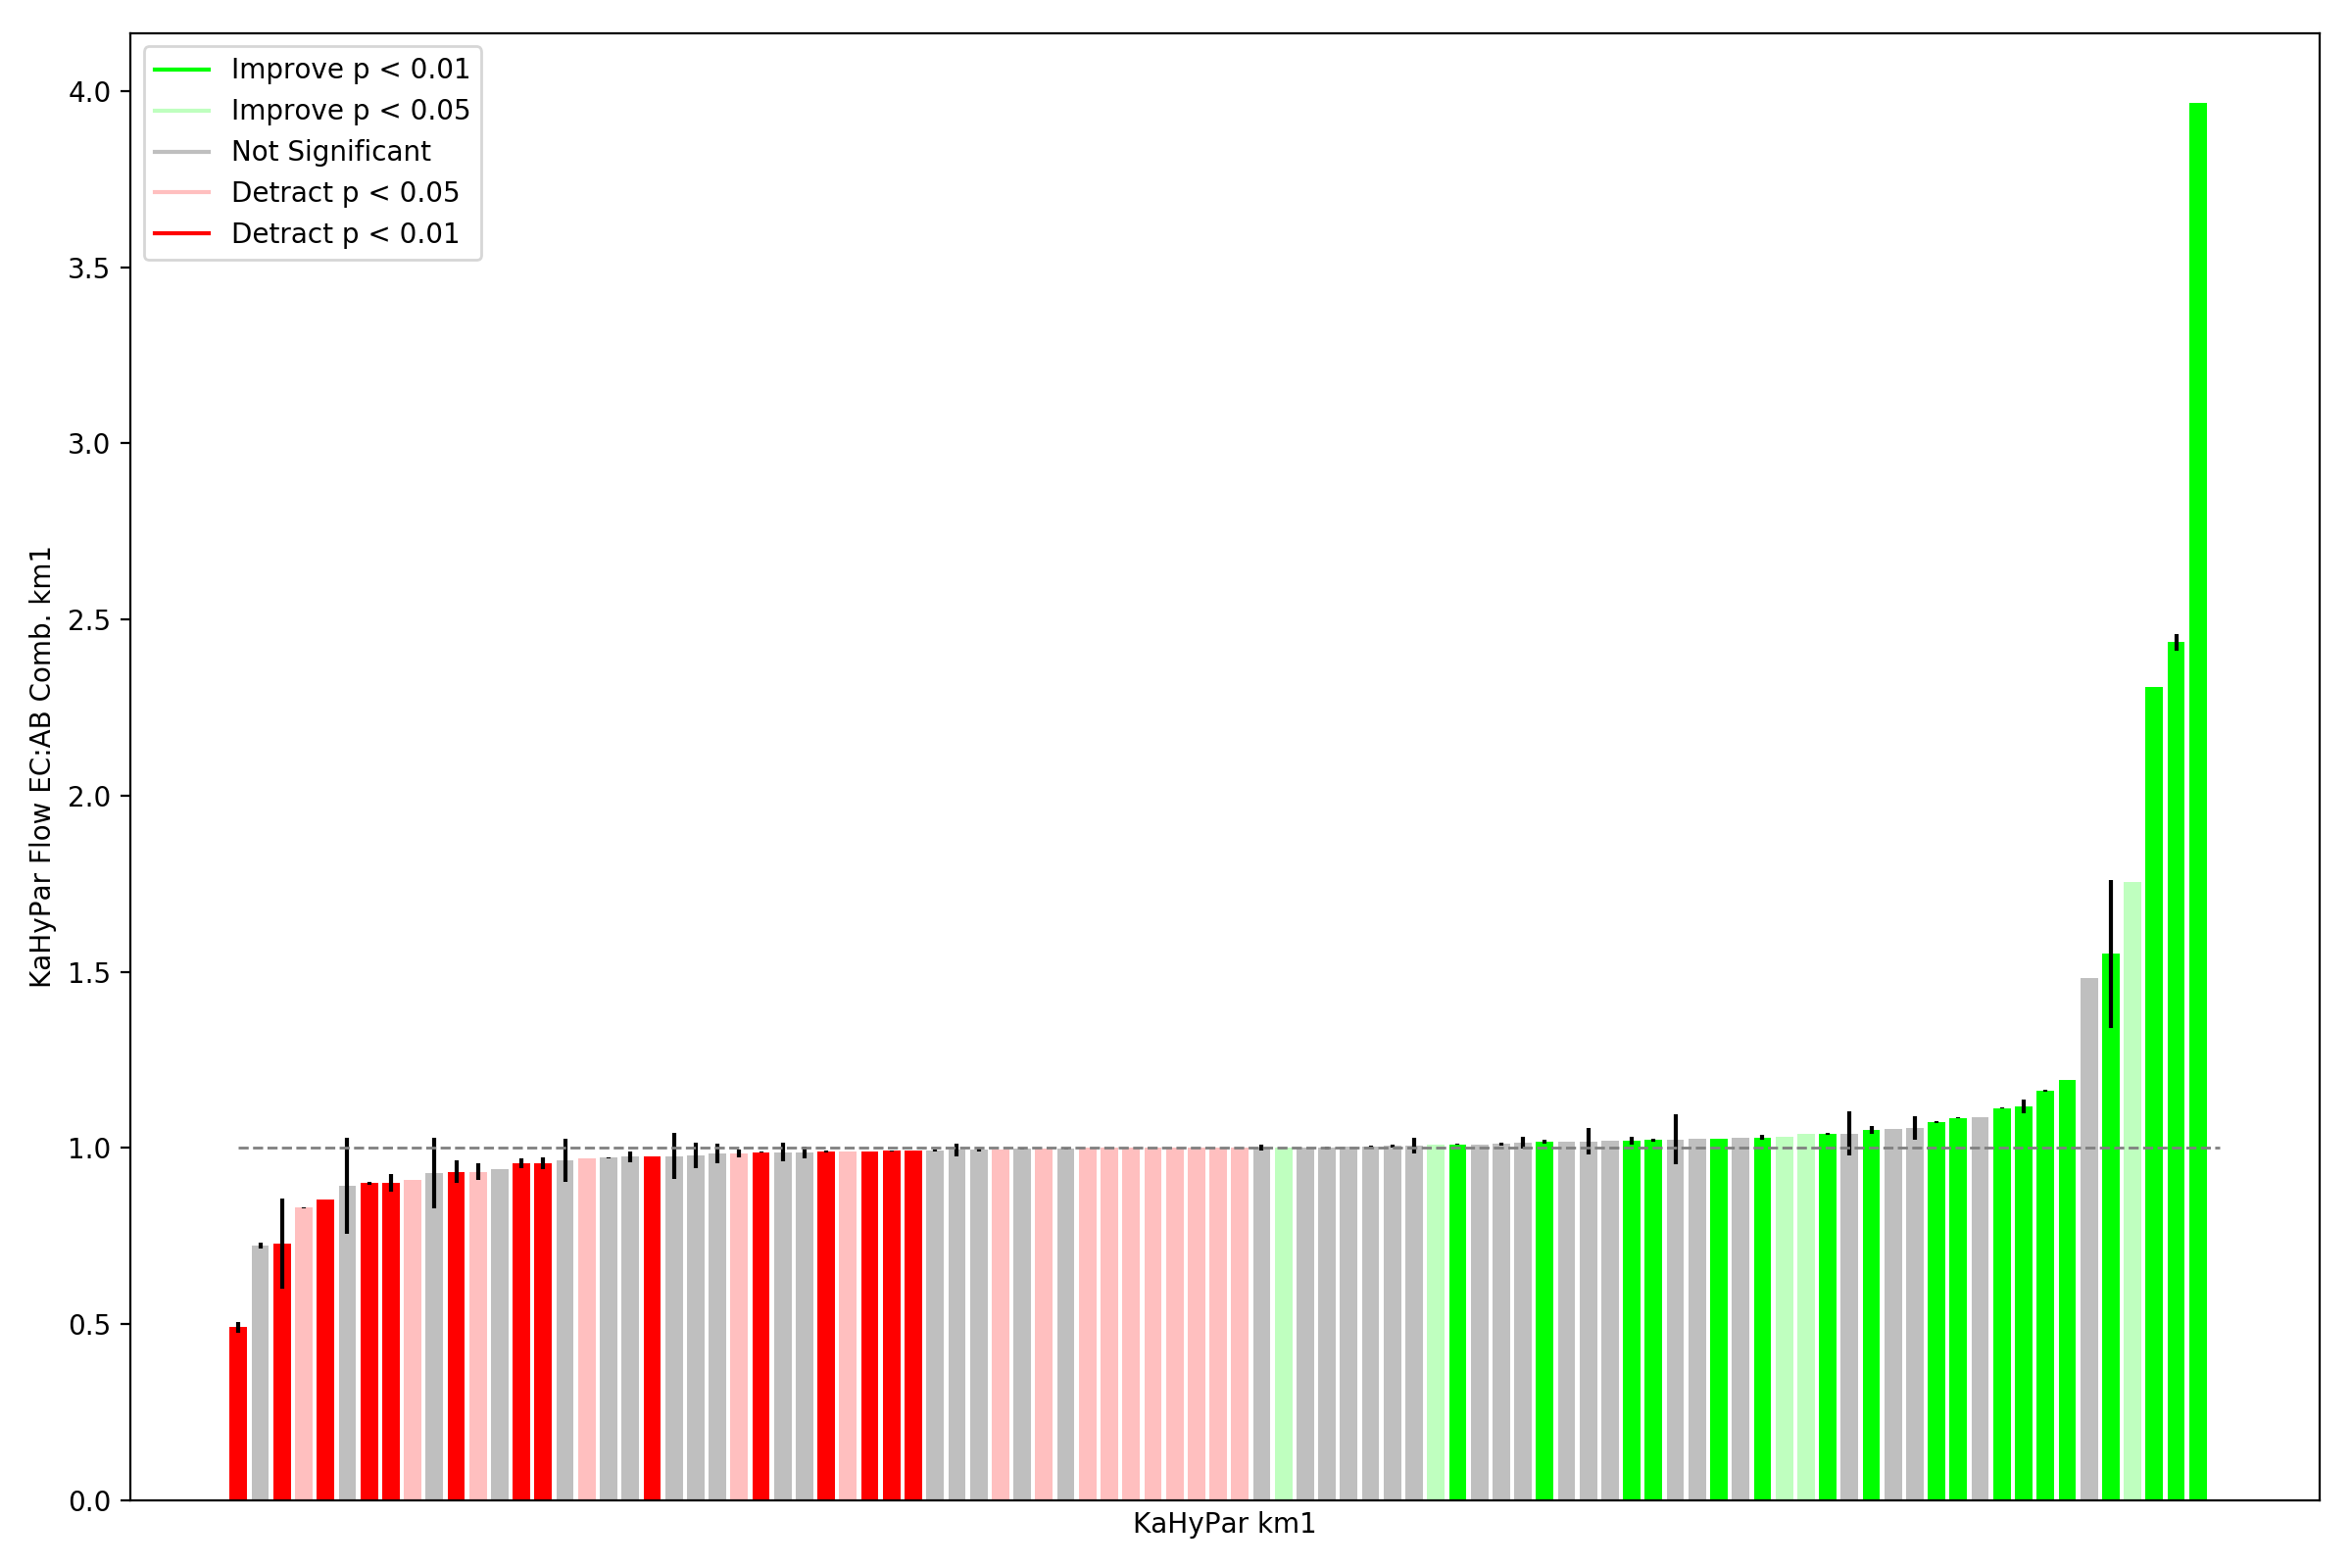 Improve p < 0.01
Improve p < 0.05
Not Significant
Detract p < 0.05
Detract p < 0.01
4.0
3.5
3.0
2.5
2.0
1.5
1.0
0.5
0.0
KaHyPar Flow EC:AB Comb. km1
KaHyPar km1